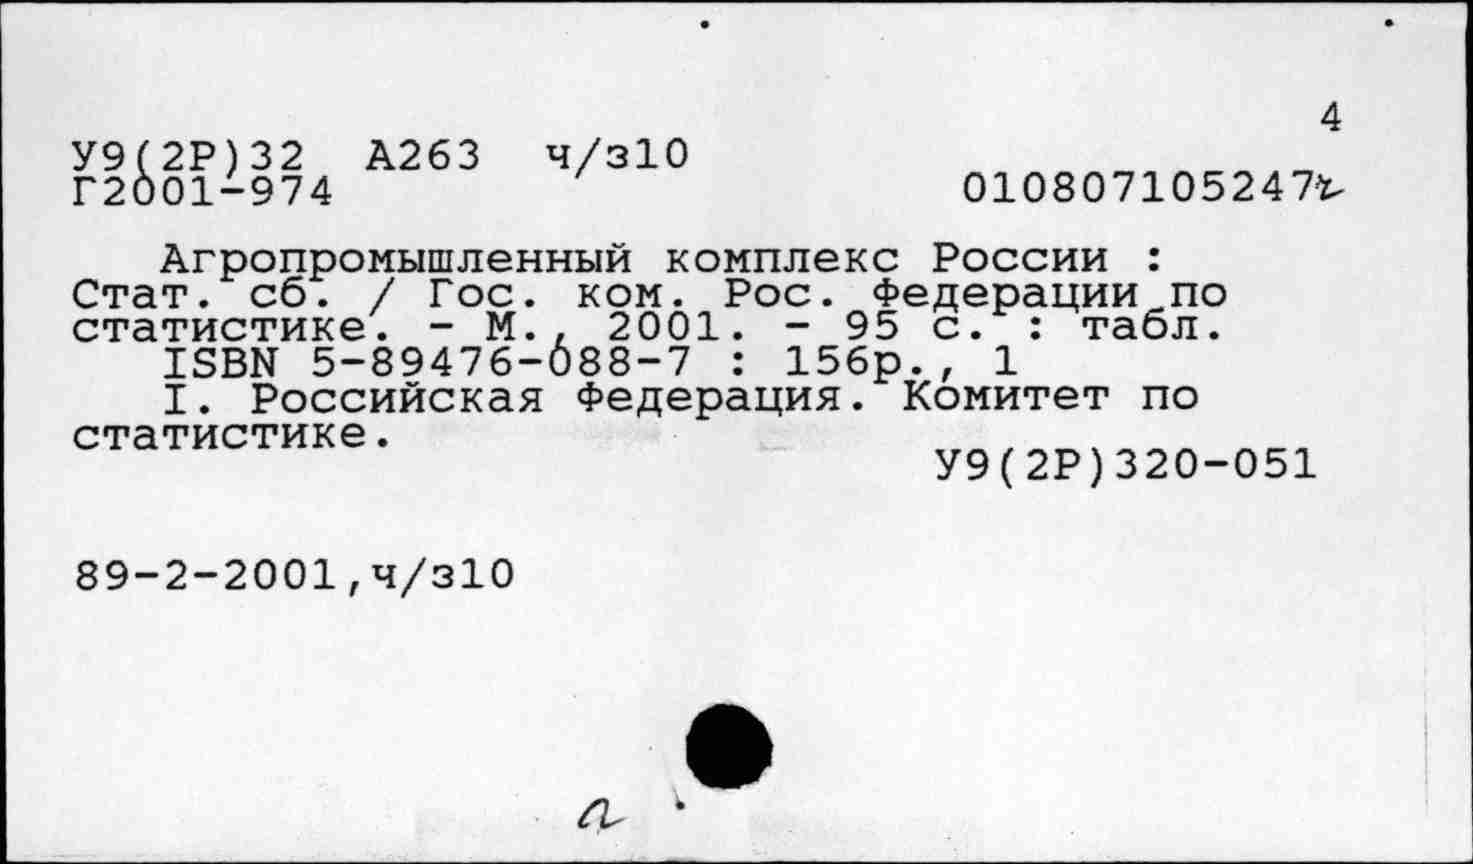 4
У9(2Р)32 А263 ч/з10
Г2001-974
010807105247
Агропромышленный комплекс России :
Стат. сб. / Гос. ком. Рос. Федерации по
статистике. - М., 2001. - 95 с. : табл.
ISBN 5-89476-088-7 : 156р., 1
I. Российская Федерация. Комитет по
статистике.
У9(2Р)320-051
89-2-2001,ч/з10